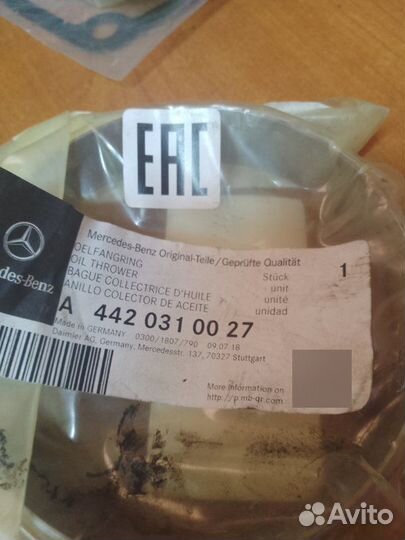 EAC
Mercedes-Benz Original-Teile/Geprüfte Qualität
OELFANGRING Stück 1
OIL THROWER unit
BAGUE COLLECTRICE D'HUILE unité
ANILLO COLECTOR DE ACEITE unidad
des-Benz
A 442 031 00 27
Made in GERMANY 0300/1807/790 09.07.18
Daimler AG, Germany, Mercedesstr. 137, 70327 Stuttgart
More information on
http://p.mb-qr.com
Avito